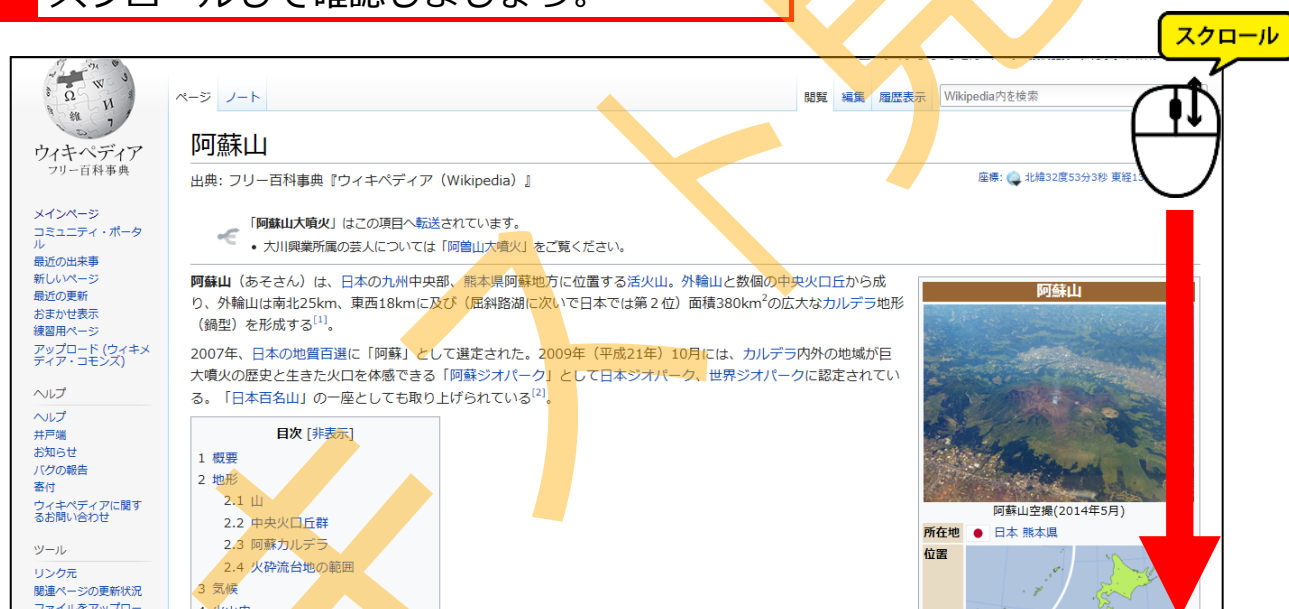 スクロールして確認しましょう。
スクロール
ページ ノート
閲覧 編集 履歴表示 Wikipedia内を検索
ウィキペディア
フリー百科事典
阿蘇山
出典: フリー百科事典『ウィキペディア（Wikipedia）』
座標: 北緯32度53分3秒 東経
「阿蘇山大噴火」はこの項目へ転送されています。
• 大川興業所属の芸人については「阿曽山大噴火」をご覧ください。
阿蘇山（あそさん）は、日本の九州中央部、熊本県阿蘇地方に位置する活火山。外輪山と数個の中央火口丘から成
り、外輪山は南北25km、東西18kmに及び（屈斜路湖に次いで日本では第２位）面積380km2の広大なカルデラ地形
（鍋型）を形成する[1]。
2007年、日本の地質百選に「阿蘇」として選定された。2009年（平成21年）10月には、カルデラ内外の地域が巨
大噴火の歴史と生きた火口を体感できる「阿蘇ジオパーク」として日本ジオパーク、世界ジオパークに認定されてい
る。「日本百名山」の一座としても取り上げられている[2]。
目次 [非表示]
1 概要
2 地形
2.1 山
2.2 中央火口丘群
2.3 阿蘇カルデラ
2.4 火砕流台地の範囲
3 気候
メインページ
コミュニティ・ポータ
ル
最近の出来事
新しいページ
最近の更新
おまかせ表示
練習用ページ
アップロード (ウィキメ
ディア・コモンズ)
ヘルプ
ヘルプ
井戸端
お知らせ
バグの報告
寄付
ウィキペディアに関す
るお問い合わせ
ツール
リンク元
関連ページの更新状況
ファイルをアップロー
阿蘇山
阿蘇山空撮(2014年5月)
所在地 日本 熊本県
位置